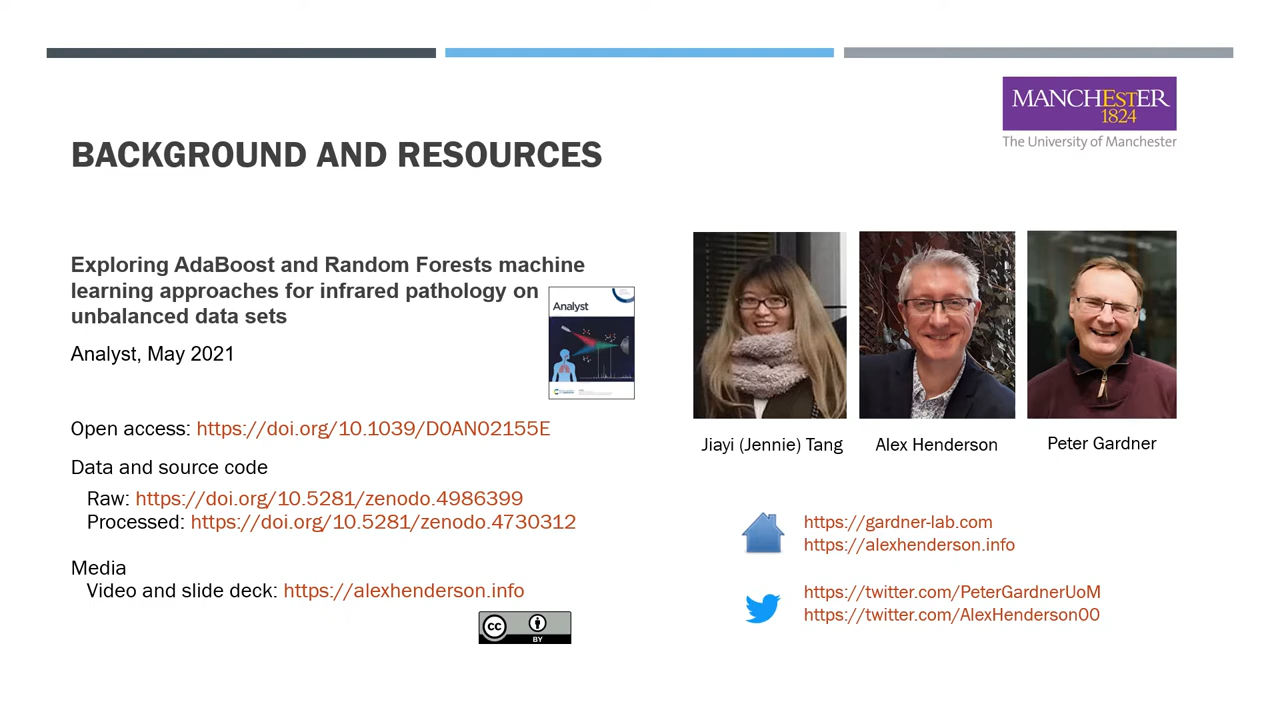 MANCHESTER
1824
The University of Manchester
BACKGROUND AND RESOURCES
Exploring AdaBoost and Random Forests machine
learning approaches for infrared pathology on
unbalanced data sets
Analyst
Analyst, May 2021
Open access: https://doi.org/10.1039/D0AN02155E
Data and source code
Raw: https://doi.org/10.5281/zenodo.4986399
Processed: https://doi.org/10.5281/zenodo.4730312
Media
Video and slide deck: https://alexhenderson.info
CC
BY
Jiayi (Jennie) Tang
Alex Henderson
Peter Gardner
https://gardner-lab.com
https://alexhenderson.info
https://twitter.com/PeterGardnerUoM
https://twitter.com/AlexHenderson00